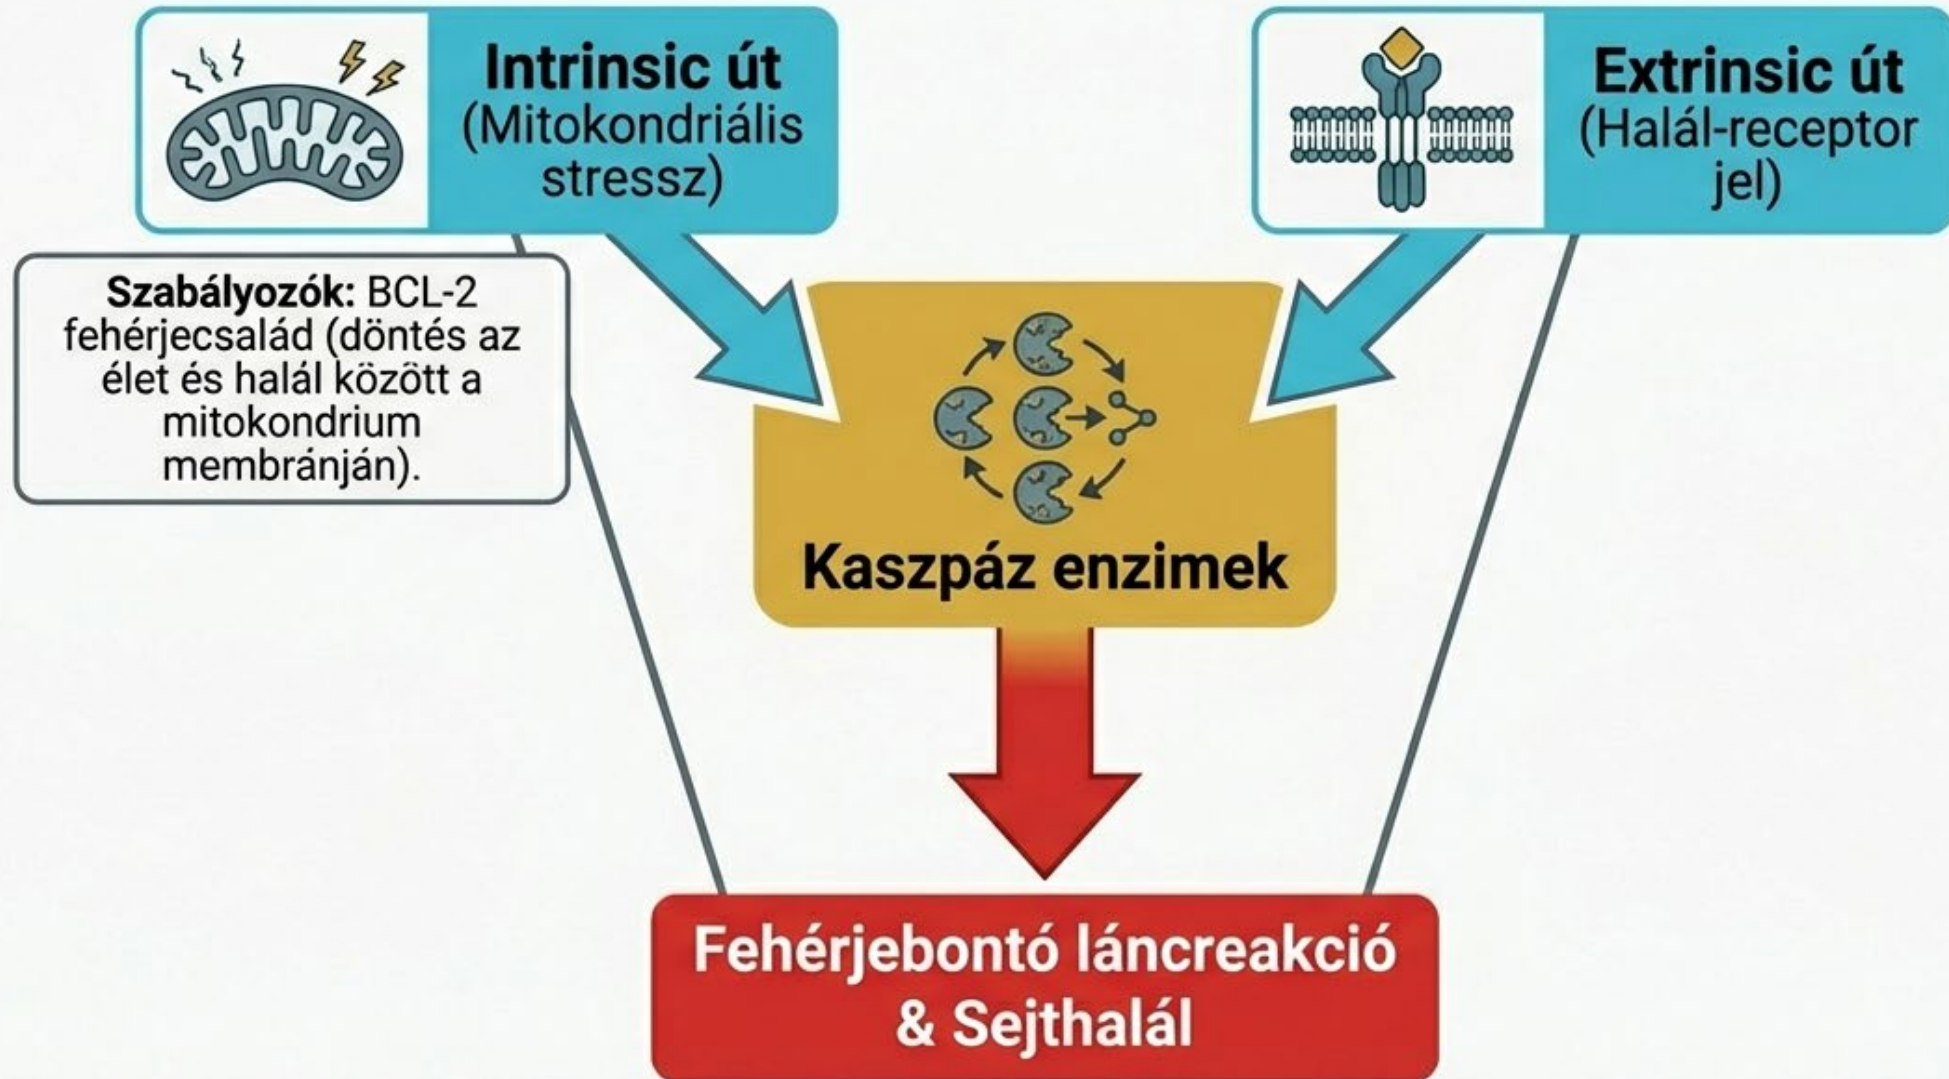 Intrinsic út
(Mitokondriális
stressz)
Extrinsic út
(Halál-receptor
jel)
Szabályozók: BCL-2
fehérjecsalád (döntés az
élet és halál között a
mitokondrium
membránján).
Kaszpáz enzimek
Fehérjebontó láncreakció
& Sejthalál